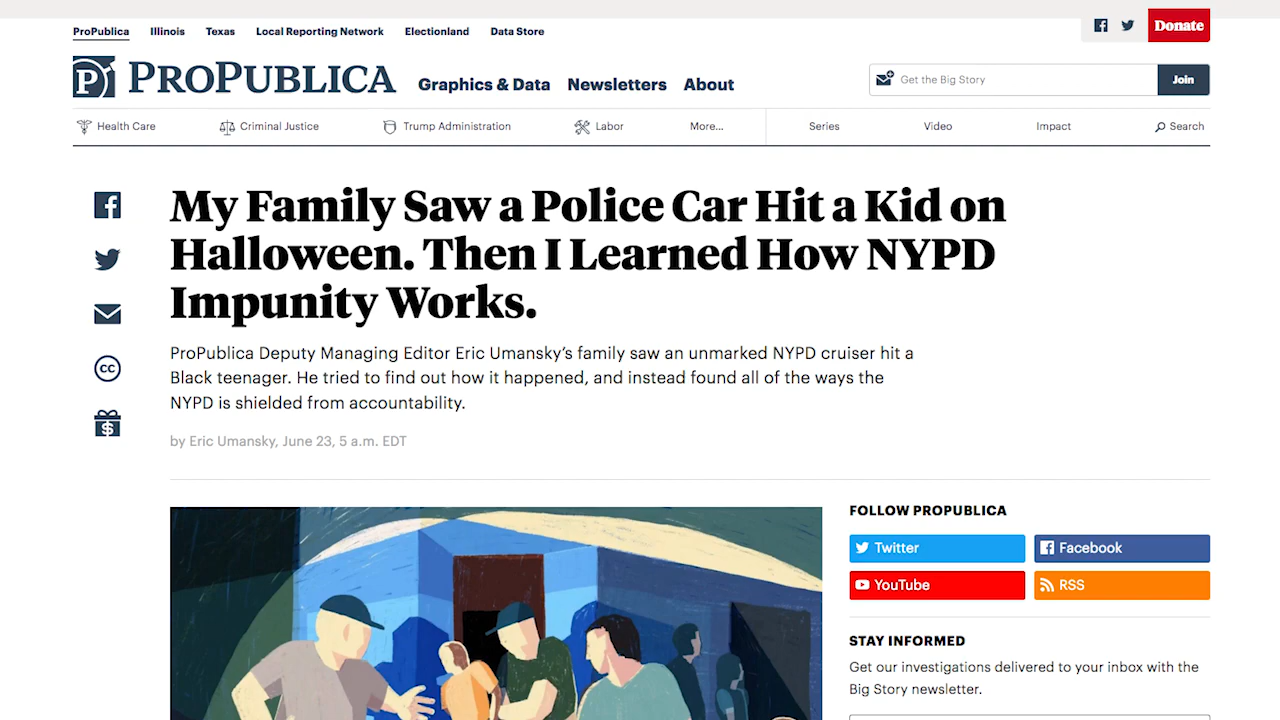 ProPublica Illinois Texas Local Reporting Network Electionland Data Store
Donate
PROPUBLICA Graphics & Data Newsletters About
Get the Big Story Join
Health Care Criminal Justice Trump Administration Labor More... Series Video Impact Search
My Family Saw a Police Car Hit a Kid on
Halloween. Then I Learned How NYPD
Impunity Works.
ProPublica Deputy Managing Editor Eric Umansky’s family saw an unmarked NYPD cruiser hit a
Black teenager. He tried to find out how it happened, and instead found all of the ways the
NYPD is shielded from accountability.
by Eric Umansky, June 23, 5 a.m. EDT
FOLLOW PROPUBLICA
Twitter Facebook
YouTube RSS
STAY INFORMED
Get our investigations delivered to your inbox with the
Big Story newsletter.